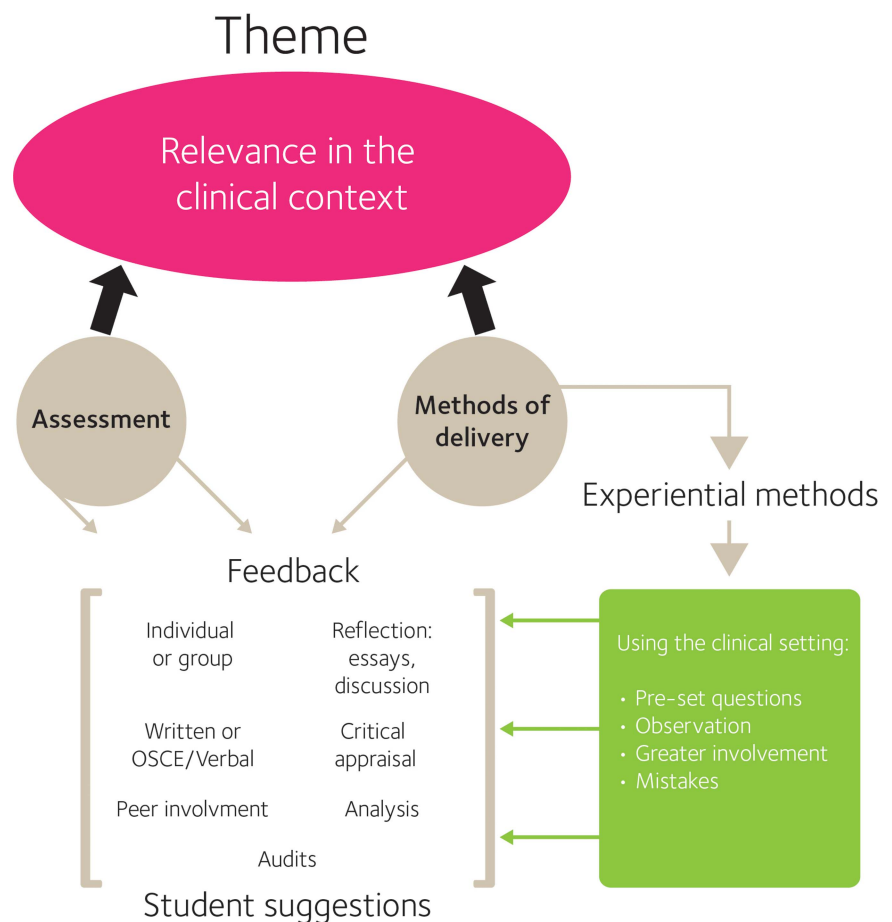 Theme
Relevance in the
clinical context
Assessment
Methods of
delivery
Experiential methods
Feedback
Individual
or group
Reflection:
essays,
discussion
Written or
OSCE/Verbal
Critical
appraisal
Peer involvment
Analysis
Audits
Student suggestions
Using the clinical setting:
• Pre-set questions
• Observation
• Greater involvement
• Mistakes